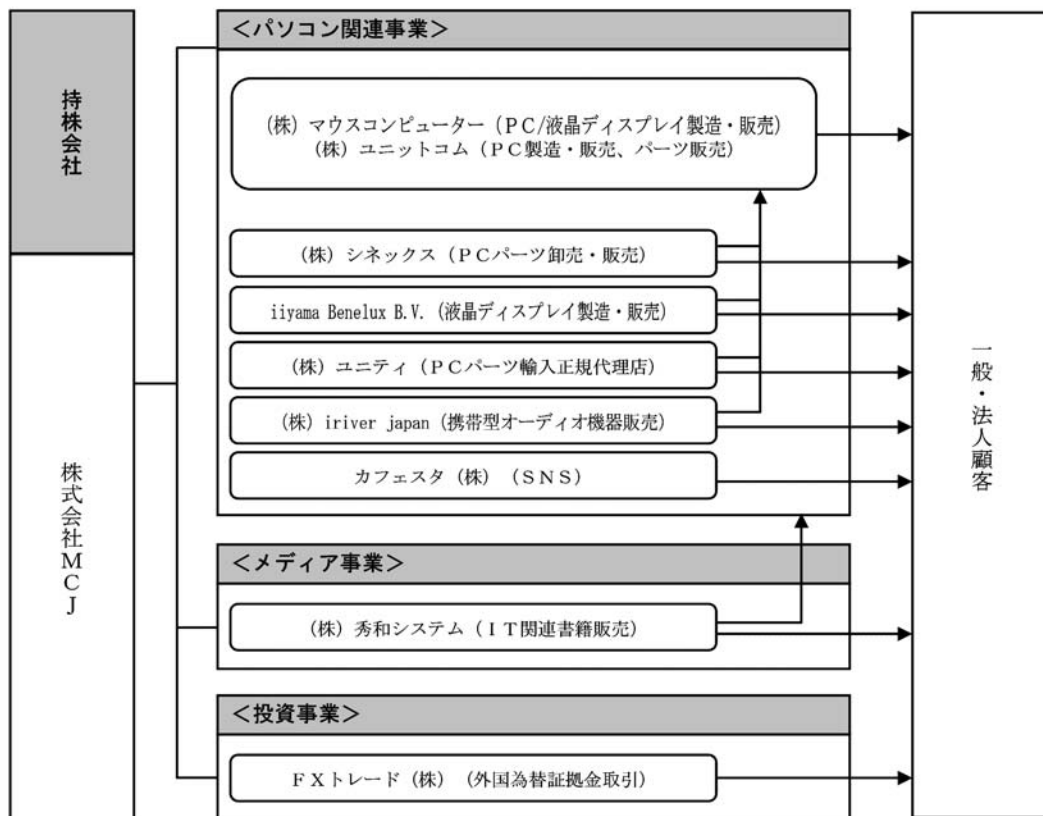 持株会社
株式会社ＭＣＪ
＜パソコン関連事業＞
（株）マウスコンピューター（ＰＣ/液晶ディスプレイ製造・販売）
（株）ユニットコム（ＰＣ製造・販売、パーツ販売）
（株）シネックス（ＰＣパーツ卸売・販売）
iiyama Benelux B.V.（液晶ディスプレイ製造・販売）
（株）ユニティ（ＰＣパーツ輸入正規代理店）
（株）iriver japan（携帯型オーディオ機器販売）
カフェスタ（株）（ＳＮＳ）
＜メディア事業＞
（株）秀和システム（ＩＴ関連書籍販売）
＜投資事業＞
ＦＸトレード（株）（外国為替証拠金取引）
一般・法人顧客